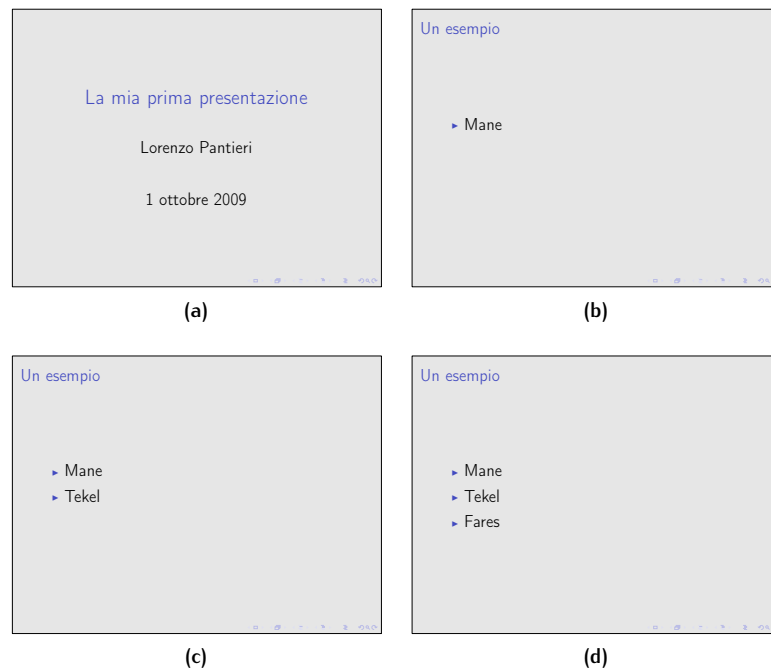 La mia prima presentazione
Lorenzo Pantieri
1 ottobre 2009
(a)
Un esempio
Mane
(b)
Un esempio
Mane
Tekel
(c)
Un esempio
Mane
Tekel
Fares
(d)